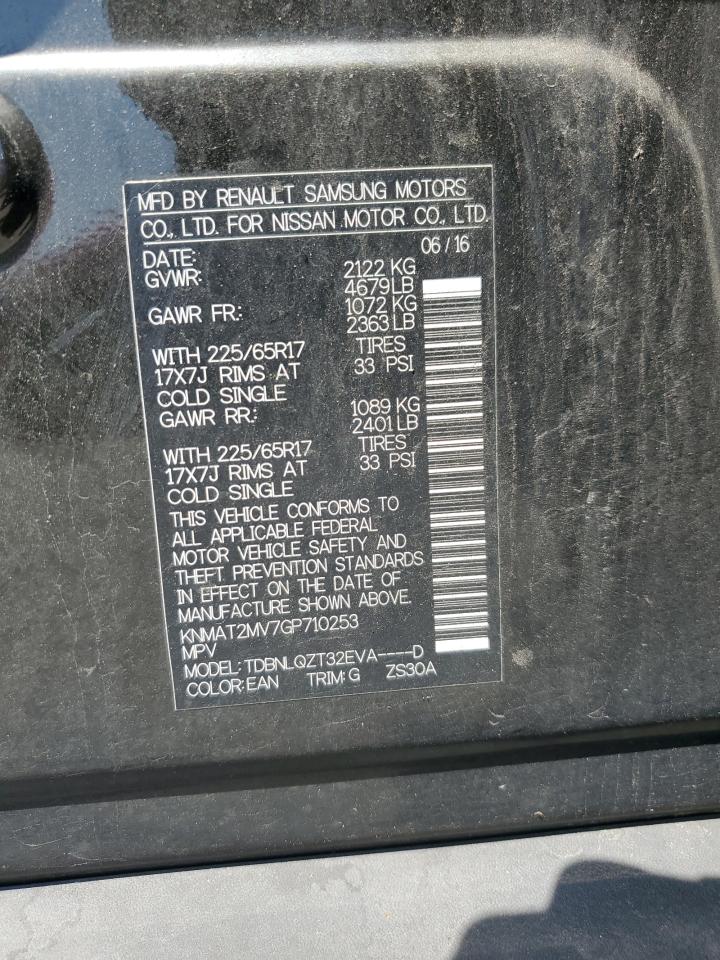 MFD BY RENAULT SAMSUNG MOTORS
CO., LTD. FOR NISSAN MOTOR CO., LTD.
DATE: 06/16
GVWR: 2122 KG
4679LB
GAWR FR: 1072 KG
2363LB
WITH 225/65R17 TIRES
17X7J RIMS AT 33 PSI
COLD SINGLE
GAWR RR: 1089 KG
2401LB
WITH 225/65R17 TIRES
17X7J RIMS AT 33 PSI
COLD SINGLE
THIS VEHICLE CONFORMS TO
ALL APPLICABLE FEDERAL
MOTOR VEHICLE SAFETY AND
THEFT PREVENTION STANDARDS
IN EFFECT ON THE DATE OF
MANUFACTURE SHOWN ABOVE.
KNMAT2MV7GP710253
MPV
MODEL: TDBNLQZT32EVA----D
COLOR:EAN TRIM:G ZS30A